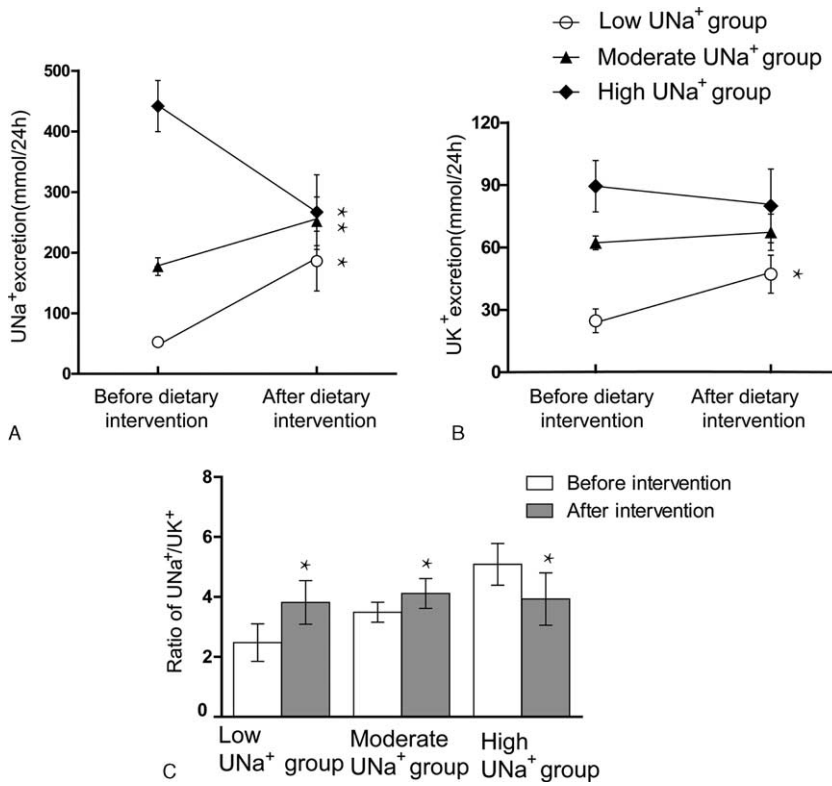 Low UNa⁺ group
Moderate UNa⁺ group
High UNa⁺ group
500
400
300
200
100
0
UNa⁺excretion(mmol/24h)
*
*
*
Before dietary
intervention
After dietary
intervention
A
120
90
60
30
0
UK⁺excretion(mmol/24h)
*
Before dietary
intervention
After dietary
intervention
B
Before intervention
After intervention
8
6
4
2
0
Ratio of UNa⁺/UK⁺
*
*
*
Low
UNa⁺ group
Moderate
UNa⁺ group
High
UNa⁺ group
C